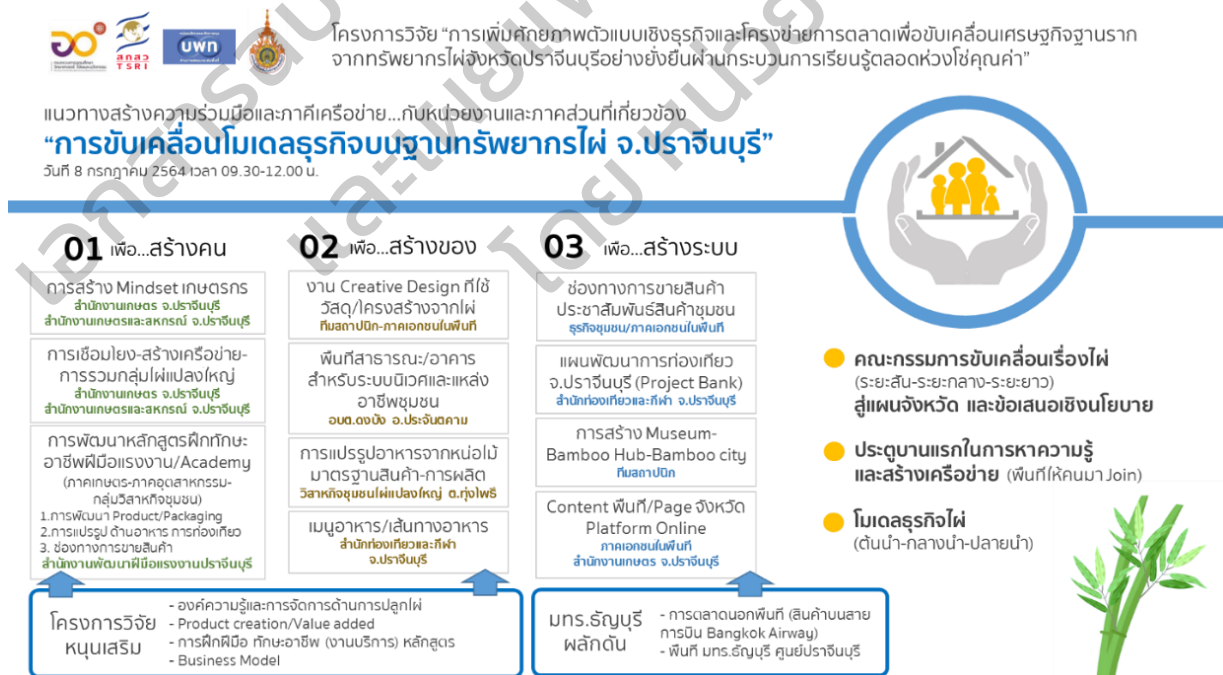 สกสว
TSRI
บพท
โครงการวิจัย “การเพิ่มศักยภาพตัวแบบเชิงธุรกิจและโครงข่ายการตลาดเพื่อขับเคลื่อนเศรษฐกิจฐานราก
จากทรัพยากรไผ่จังหวัดปราจีนบุรีอย่างยั่งยืนผ่านกระบวนการเรียนรู้ตลอดห่วงโซ่คุณค่า”
แนวทางสร้างความร่วมมือและภาคีเครือข่าย...กับหน่วยงานและภาคส่วนที่เกี่ยวข้อง
“การขับเคลื่อนโมเดลธุรกิจบนฐานทรัพยากรไผ่ จ.ปราจีนบุรี”
วันที่ 8 กรกฎาคม 2564 เวลา 09.30-12.00 น.
01 เพื่อ...สร้างคน
การสร้าง Mindset เกษตรกร
สำนักงานเกษตร จ.ปราจีนบุรี
สำนักงานเกษตรและสหกรณ์ จ.ปราจีนบุรี
การเชื่อมโยง-สร้างเครือข่าย-
การรวมกลุ่มไผ่แปลงใหญ่
สำนักงานเกษตร จ.ปราจีนบุรี
สำนักงานเกษตรและสหกรณ์ จ.ปราจีนบุรี
การพัฒนาหลักสูตรฝึกทักษะ
อาชีพฝีมือแรงงาน/Academy
(ภาคเกษตร-ภาคอุตสาหกรรม-
กลุ่มวิสาหกิจชุมชน)
1.การพัฒนา Product/Packaging
2.การแปรรูป ด้านอาหาร การท่องเที่ยว
3. ช่องทางการขายสินค้า
สำนักงานพัฒนาฝีมือแรงงานปราจีนบุรี
02 เพื่อ...สร้างของ
งาน Creative Design ที่ใช้
วัสดุ/โครงสร้างจากไผ่
ทีมสถาปนิก-ภาคเอกชนในพื้นที่
พื้นที่สาธารณะ/อาคาร
สำหรับระบบนิเวศและแหล่ง
อาชีพชุมชน
อบต.ดงบัง อ.ประจันตคาม
การแปรรูปอาหารจากหน่อไม้
มาตรฐานสินค้า-การผลิต
วิสาหกิจชุมชนไผ่แปลงใหญ่ ต.ทุ่งโพธิ์
เมนูอาหาร/เส้นทางอาหาร
สำนักท่องเที่ยวและกีฬา
จ.ปราจีนบุรี
03 เพื่อ...สร้างระบบ
ช่องทางการขายสินค้า
ประชาสัมพันธ์สินค้าชุมชน
ธุรกิจชุมชน/ภาคเอกชนในพื้นที่
แผนพัฒนาการท่องเที่ยว
จ.ปราจีนบุรี (Project Bank)
สำนักท่องเที่ยวและกีฬา จ.ปราจีนบุรี
การสร้าง Museum-
Bamboo Hub-Bamboo city
ทีมสถาปนิก
Content พื้นที่/Page จังหวัด
Platform Online
ภาคเอกชนในพื้นที่
สำนักงานเกษตร จ.ปราจีนบุรี
คณะกรรมการขับเคลื่อนเรื่องไผ่
(ระยะสั้น-ระยะกลาง-ระยะยาว)
สู่แผนจังหวัด และข้อเสนอเชิงนโยบาย
ประตูบานแรกในการหาความรู้
และสร้างเครือข่าย (พื้นที่ให้คนมา Join)
โมเดลธุรกิจไผ่
(ต้นน้ำ-กลางน้ำ-ปลายน้ำ)
โครงการวิจัย
หนุนเสริม
- องค์ความรู้และการจัดการด้านการปลูกไผ่
- Product creation/Value added
- การฝึกฝีมือ ทักษะอาชีพ (งานบริการ) หลักสูตร
- Business Model
มทร.ธัญบุรี
ผลักดัน
- การตลาดนอกพื้นที่ (สินค้าบนสาย
การบิน Bangkok Airway)
- พื้นที่ มทร.ธัญบุรี ศูนย์ปราจีนบุรี